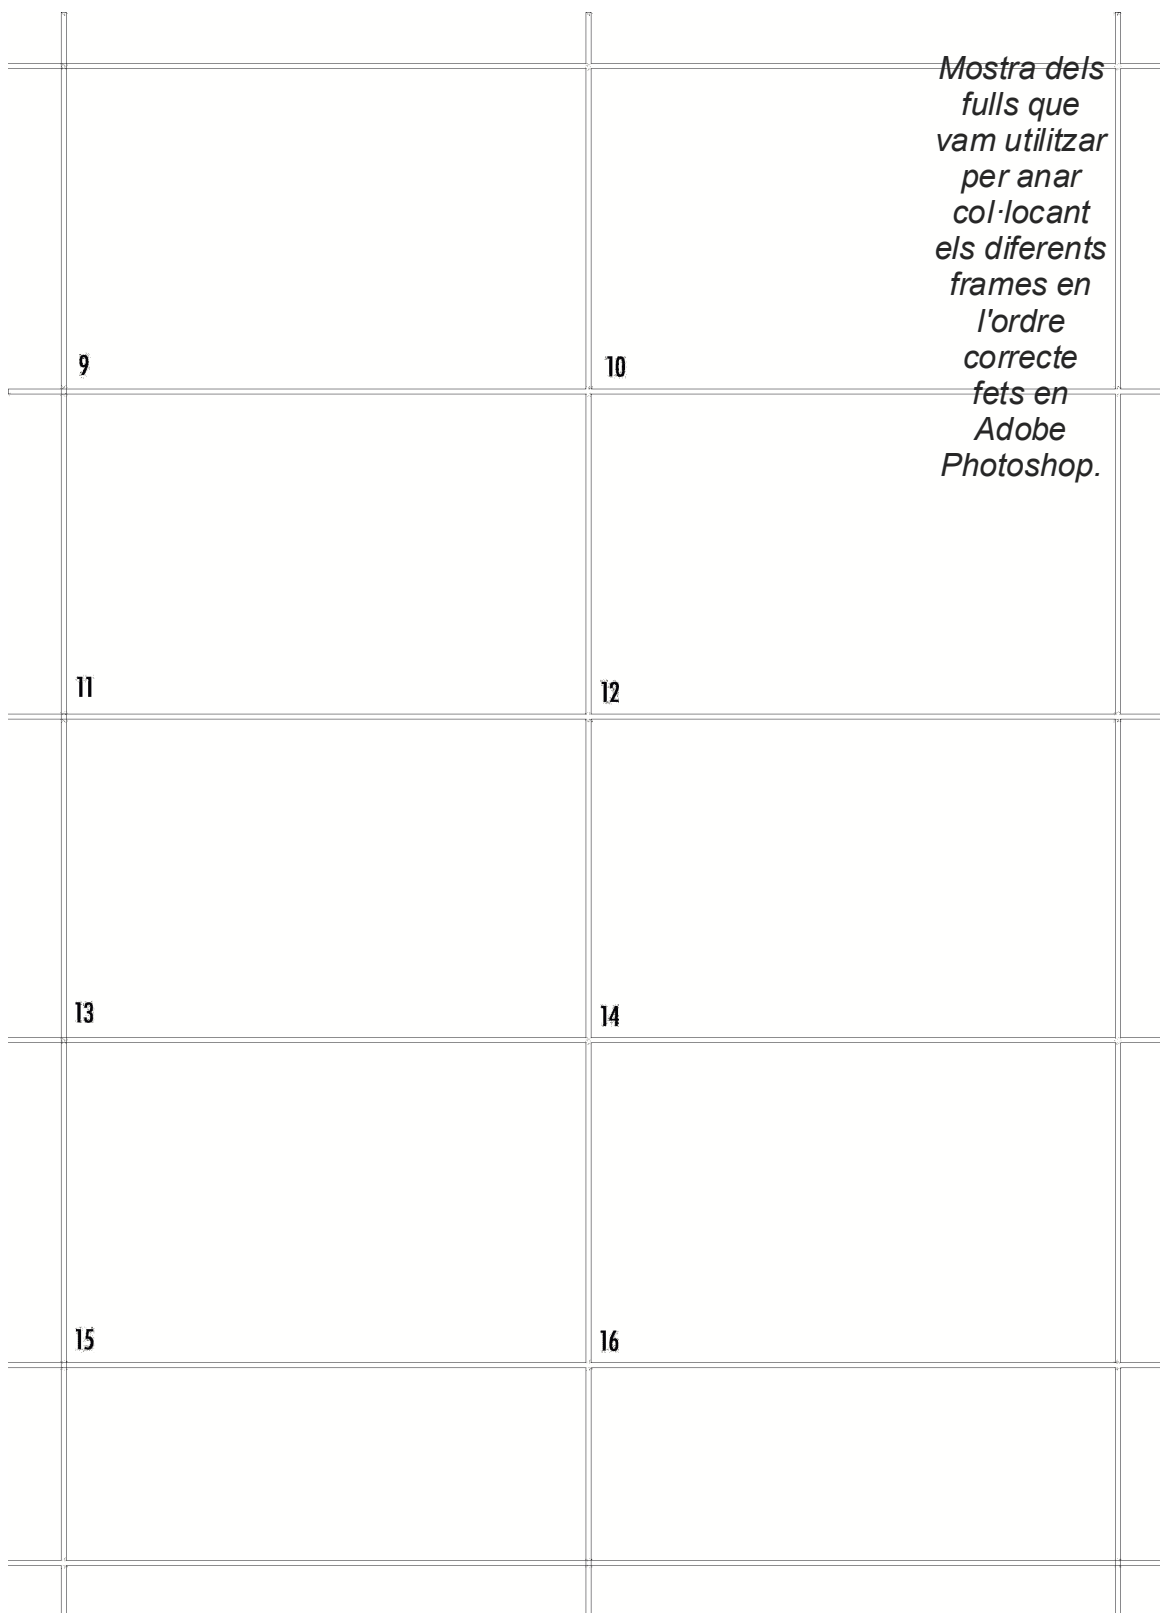 Mostra dels
fulls que
vam utilitzar
per anar
col·locant
els diferents
frames en
l'ordre
correcte
fets en
Adobe
Photoshop.
9
10
11
12
13
14
15
16